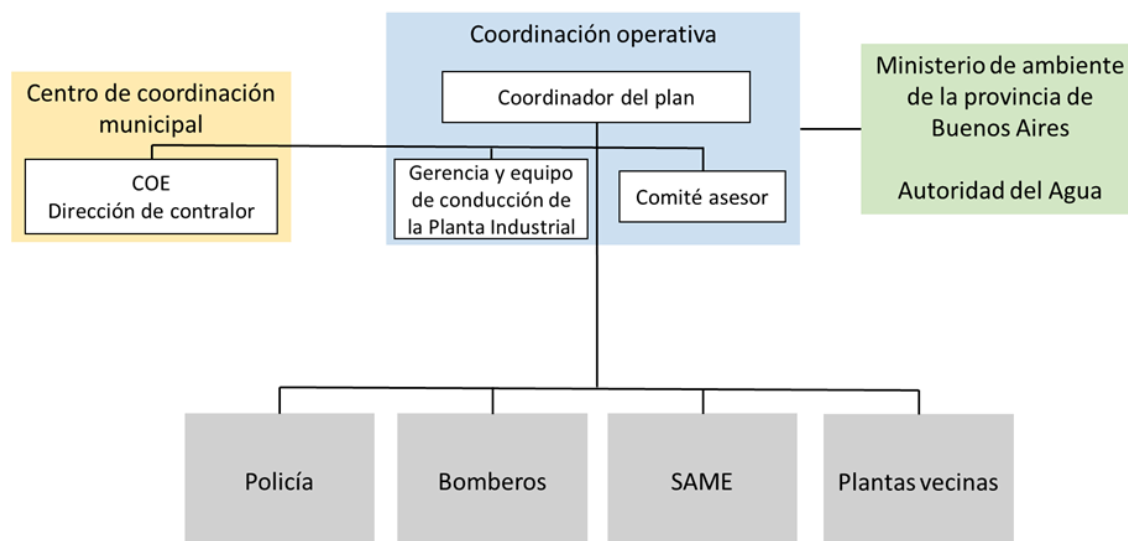 Coordinación operativa
Coordinador del plan
Centro de coordinación
municipal
COE
Dirección de contralor
Gerencia y equipo
de conducción de
la Planta Industrial
Comité asesor
Ministerio de ambiente
de la provincia de
Buenos Aires
Autoridad del Agua
Policía
Bomberos
SAME
Plantas vecinas